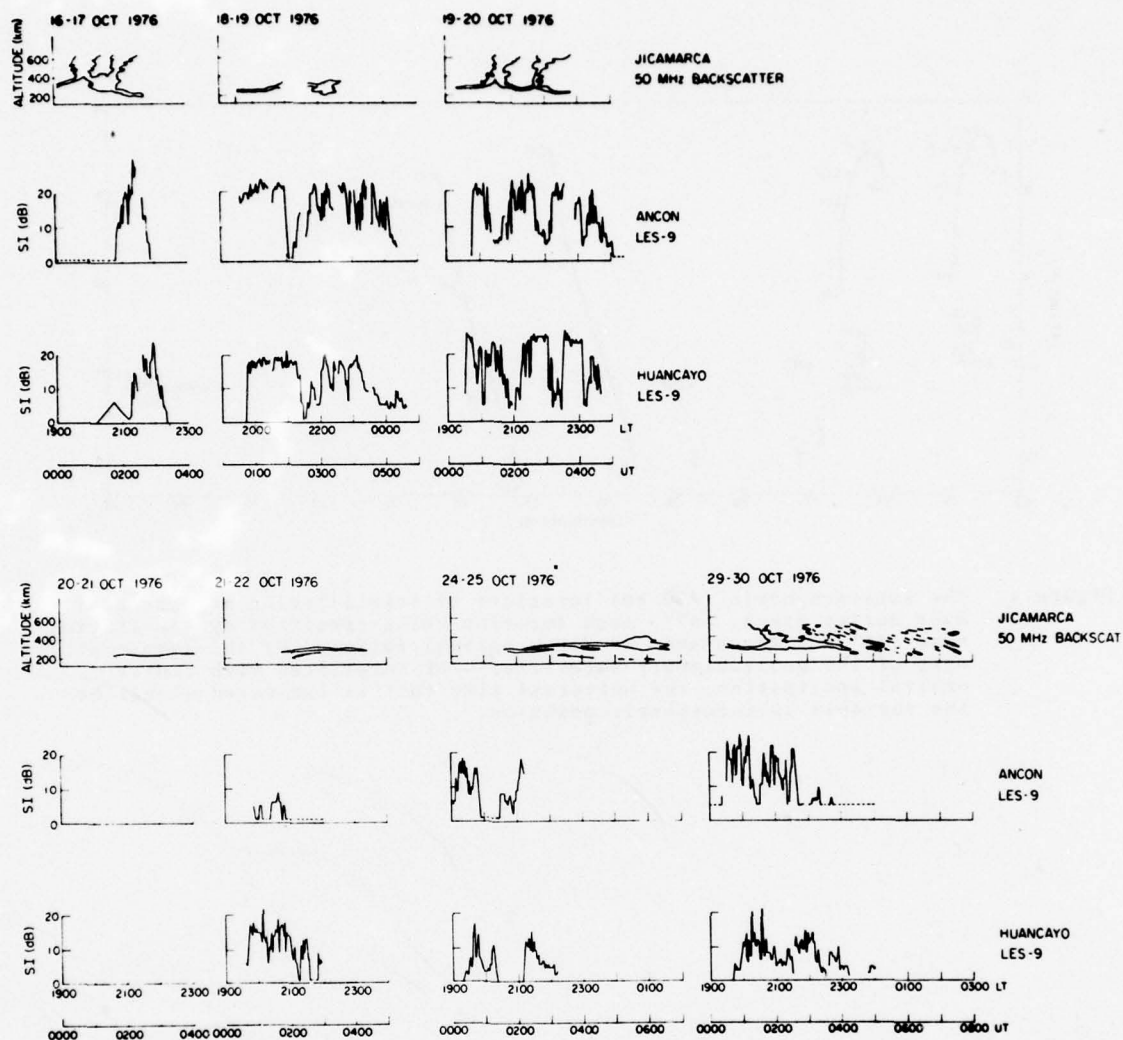 16-17 OCT 1976
18-19 OCT 1976
19-20 OCT 1976
ALTITUDE (km)
600
400
200
JICAMARCA
50 MHz BACKSCATTER
SI (dB)
20
10
0
ANCON
LES-9
SI (dB)
20
10
0
HUANCAYO
LES-9
1900 2100 2300
2000 2200 0000
1900 2100 2300 LT
0000 0200 0400
0100 0300 0500
0000 0200 0400 UT
20-21 OCT 1976
21-22 OCT 1976
24-25 OCT 1976
29-30 OCT 1976
ALTITUDE (km)
600
400
200
JICAMARCA
50 MHz BACKSCAT
SI (dB)
20
10
0
ANCON
LES-9
SI (dB)
20
10
0
HUANCAYO
LES-9
1900 2100 2300
1900 2100 2300
1900 2100 2300 0100
1900 2100 2300 0100 0300 LT
0000 0200 0400
0000 0200 0400
0000 0200 0400 0600
0000 0200 0400 0600 0800 UT